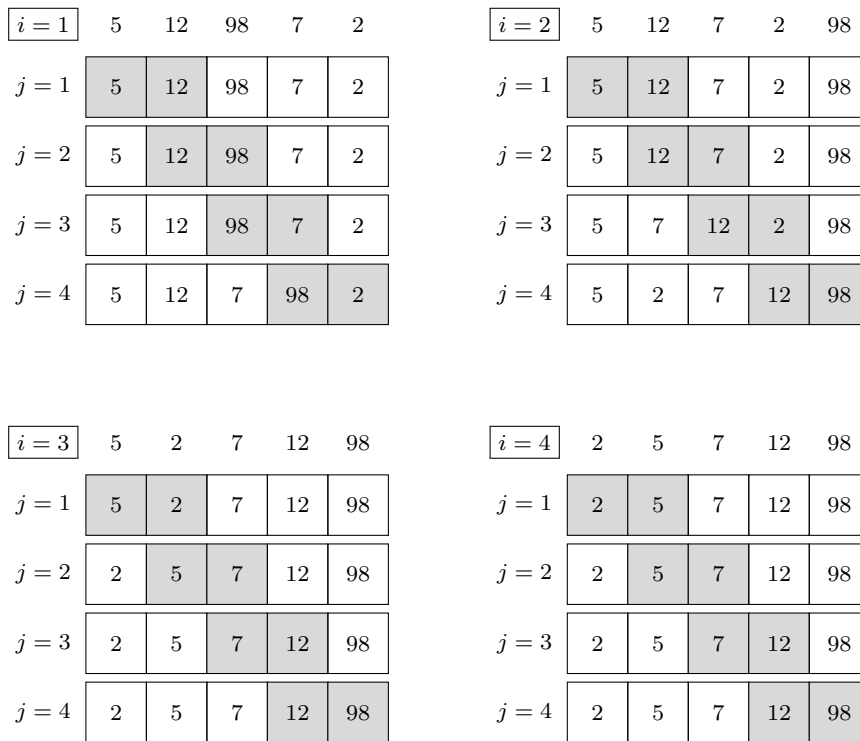 i = 1 5 12 98 7 2
j = 1 5 12 98 7 2
j = 2 5 12 98 7 2
j = 3 5 12 98 7 2
j = 4 5 12 7 98 2
i = 2 5 12 7 2 98
j = 1 5 12 7 2 98
j = 2 5 12 7 2 98
j = 3 5 7 12 2 98
j = 4 5 2 7 12 98
i = 3 5 2 7 12 98
j = 1 5 2 7 12 98
j = 2 2 5 7 12 98
j = 3 2 5 7 12 98
j = 4 2 5 7 12 98
i = 4 2 5 7 12 98
j = 1 2 5 7 12 98
j = 2 2 5 7 12 98
j = 3 2 5 7 12 98
j = 4 2 5 7 12 98